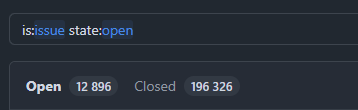 is:issue state:open
Open 12 896 Closed 196 326